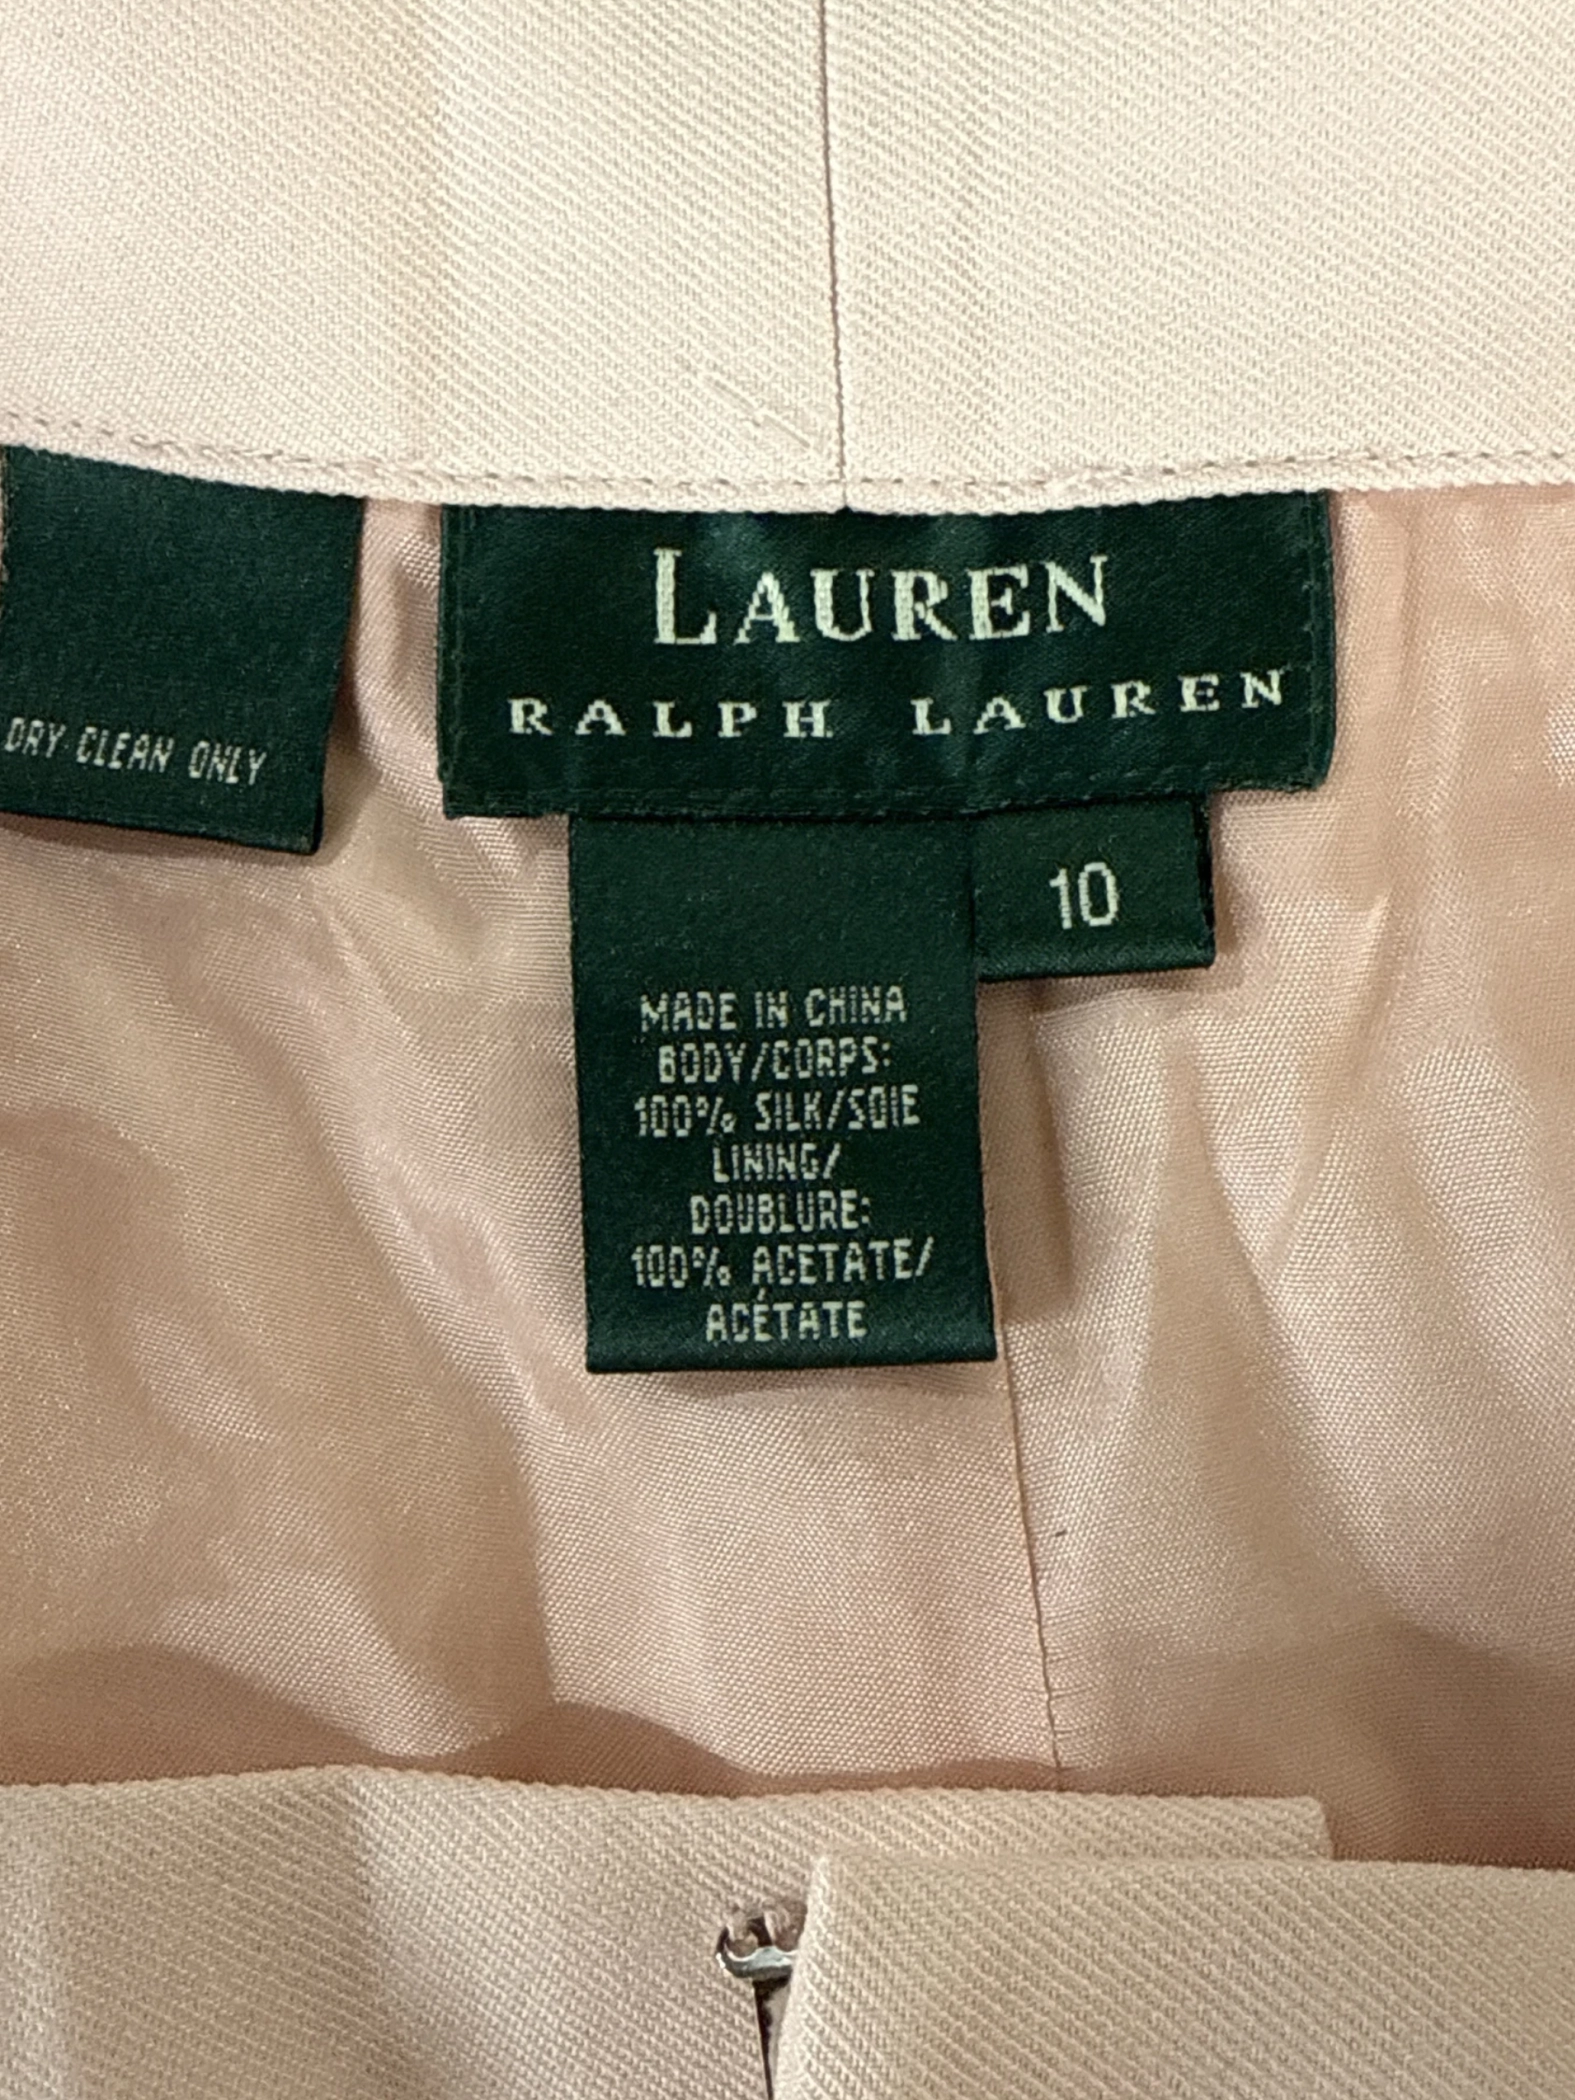 LAUREN
RALPH LAUREN
DRY CLEAN ONLY
10
MADE IN CHINA
BODY/CORPS:
100% SILK/SOIE
LINING/
DOUBLURE:
100% ACETATE/
ACÉTATE